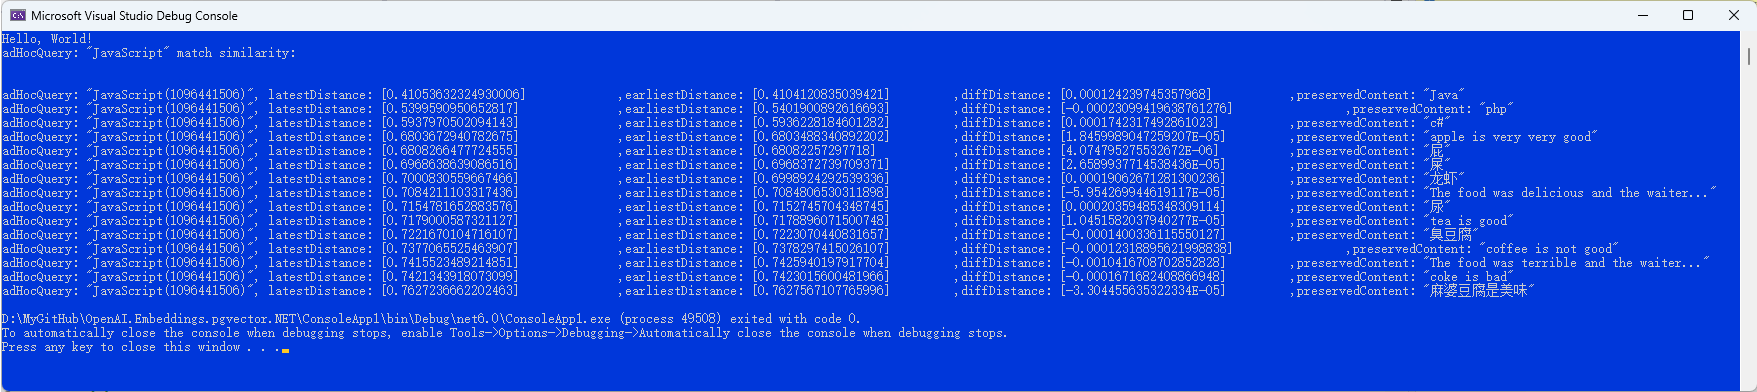 Microsoft Visual Studio Debug Console
Hello, World!
adHocQuery: "JavaScript" match similarity:
adHocQuery: "JavaScript(1096441506)", latestDistance: [0.41053632324930006] ,earliestDistance: [0.4104120835039421] ,diffDistance: [0.000124239745357968] ,preservedContent: "Java"
adHocQuery: "JavaScript(1096441506)", latestDistance: [0.5399590950652817] ,earliestDistance: [0.5401900892616693] ,diffDistance: [-0.00023099419638761276] ,preservedContent: "php"
adHocQuery: "JavaScript(1096441506)", latestDistance: [0.5937970502094143] ,earliestDistance: [0.5936228184601282] ,diffDistance: [0.0001742317492861023] ,preservedContent: "c#"
adHocQuery: "JavaScript(1096441506)", latestDistance: [0.6803672940782675] ,earliestDistance: [0.6803488340892202] ,diffDistance: [1.8459989047259207E-05] ,preservedContent: "apple is very very good"
adHocQuery: "JavaScript(1096441506)", latestDistance: [0.6808266477724555] ,earliestDistance: [0.68082257297718] ,diffDistance: [4.0747952755532672E-06] ,preservedContent: "屁"
adHocQuery: "JavaScript(1096441506)", latestDistance: [0.6968638639086516] ,earliestDistance: [0.6968372739709371] ,diffDistance: [2.6589937714538436E-05] ,preservedContent: "屎"
adHocQuery: "JavaScript(1096441506)", latestDistance: [0.7000830559667466] ,earliestDistance: [0.6998924292539336] ,diffDistance: [0.00019062671281300236] ,preservedContent: "龙虾"
adHocQuery: "JavaScript(1096441506)", latestDistance: [0.7084211103317436] ,earliestDistance: [0.7084806530311898] ,diffDistance: [-5.954269944619117E-05] ,preservedContent: "The food was delicious and the waiter..."
adHocQuery: "JavaScript(1096441506)", latestDistance: [0.7154781652883576] ,earliestDistance: [0.7152745704348745] ,diffDistance: [0.00020359485348309114] ,preservedContent: "尿"
adHocQuery: "JavaScript(1096441506)", latestDistance: [0.7179000587321127] ,earliestDistance: [0.7178896071500748] ,diffDistance: [1.0451582037940277E-05] ,preservedContent: "tea is good"
adHocQuery: "JavaScript(1096441506)", latestDistance: [0.7221670104716107] ,earliestDistance: [0.7223070440831657] ,diffDistance: [-0.0001400336115550127] ,preservedContent: "臭豆腐"
adHocQuery: "JavaScript(1096441506)", latestDistance: [0.7377065525463907] ,earliestDistance: [0.7378297415026107] ,diffDistance: [-0.00012318895621998838] ,preservedContent: "coffee is not good"
adHocQuery: "JavaScript(1096441506)", latestDistance: [0.7415523489214851] ,earliestDistance: [0.7425940197917704] ,diffDistance: [-0.0010416708702852828] ,preservedContent: "The food was terrible and the waiter..."
adHocQuery: "JavaScript(1096441506)", latestDistance: [0.7421343918073099] ,earliestDistance: [0.7423015600481966] ,diffDistance: [-0.0001671682408866948] ,preservedContent: "coke is bad"
adHocQuery: "JavaScript(1096441506)", latestDistance: [0.7627236662202463] ,earliestDistance: [0.7627567107765996] ,diffDistance: [-3.304455635322334E-05] ,preservedContent: "麻婆豆腐是美味"
D:\MyGitHub\OpenAI.Embeddings.pgvector.NET\ConsoleApp1\bin\Debug\net6.0\ConsoleApp1.exe (process 49508) exited with code 0.
To automatically close the console when debugging stops, enable Tools->Options->Debugging->Automatically close the console when debugging stops.
Press any key to close this window . . .